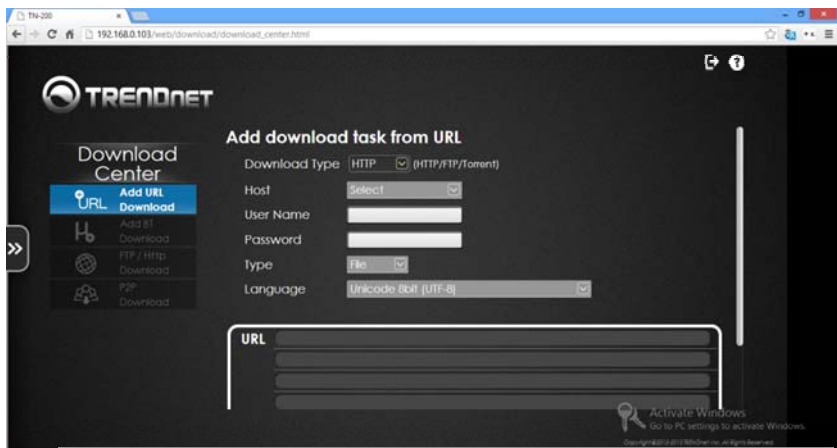 TN-200
192.168.0.103/web/download/download_center.html
TRENDNET
Download
Center
URL
Add URL
Download
Add BT
Download
FTP / Http
Download
P2P
Download
Add download task from URL
Download Type HTTP (HTTP/FTP/Torrent)
Host Select
User Name
Password
Type File
Language Unicode 8bit (UTF-8)
URL
Activate Windows
Go to PC settings to activate Windows.